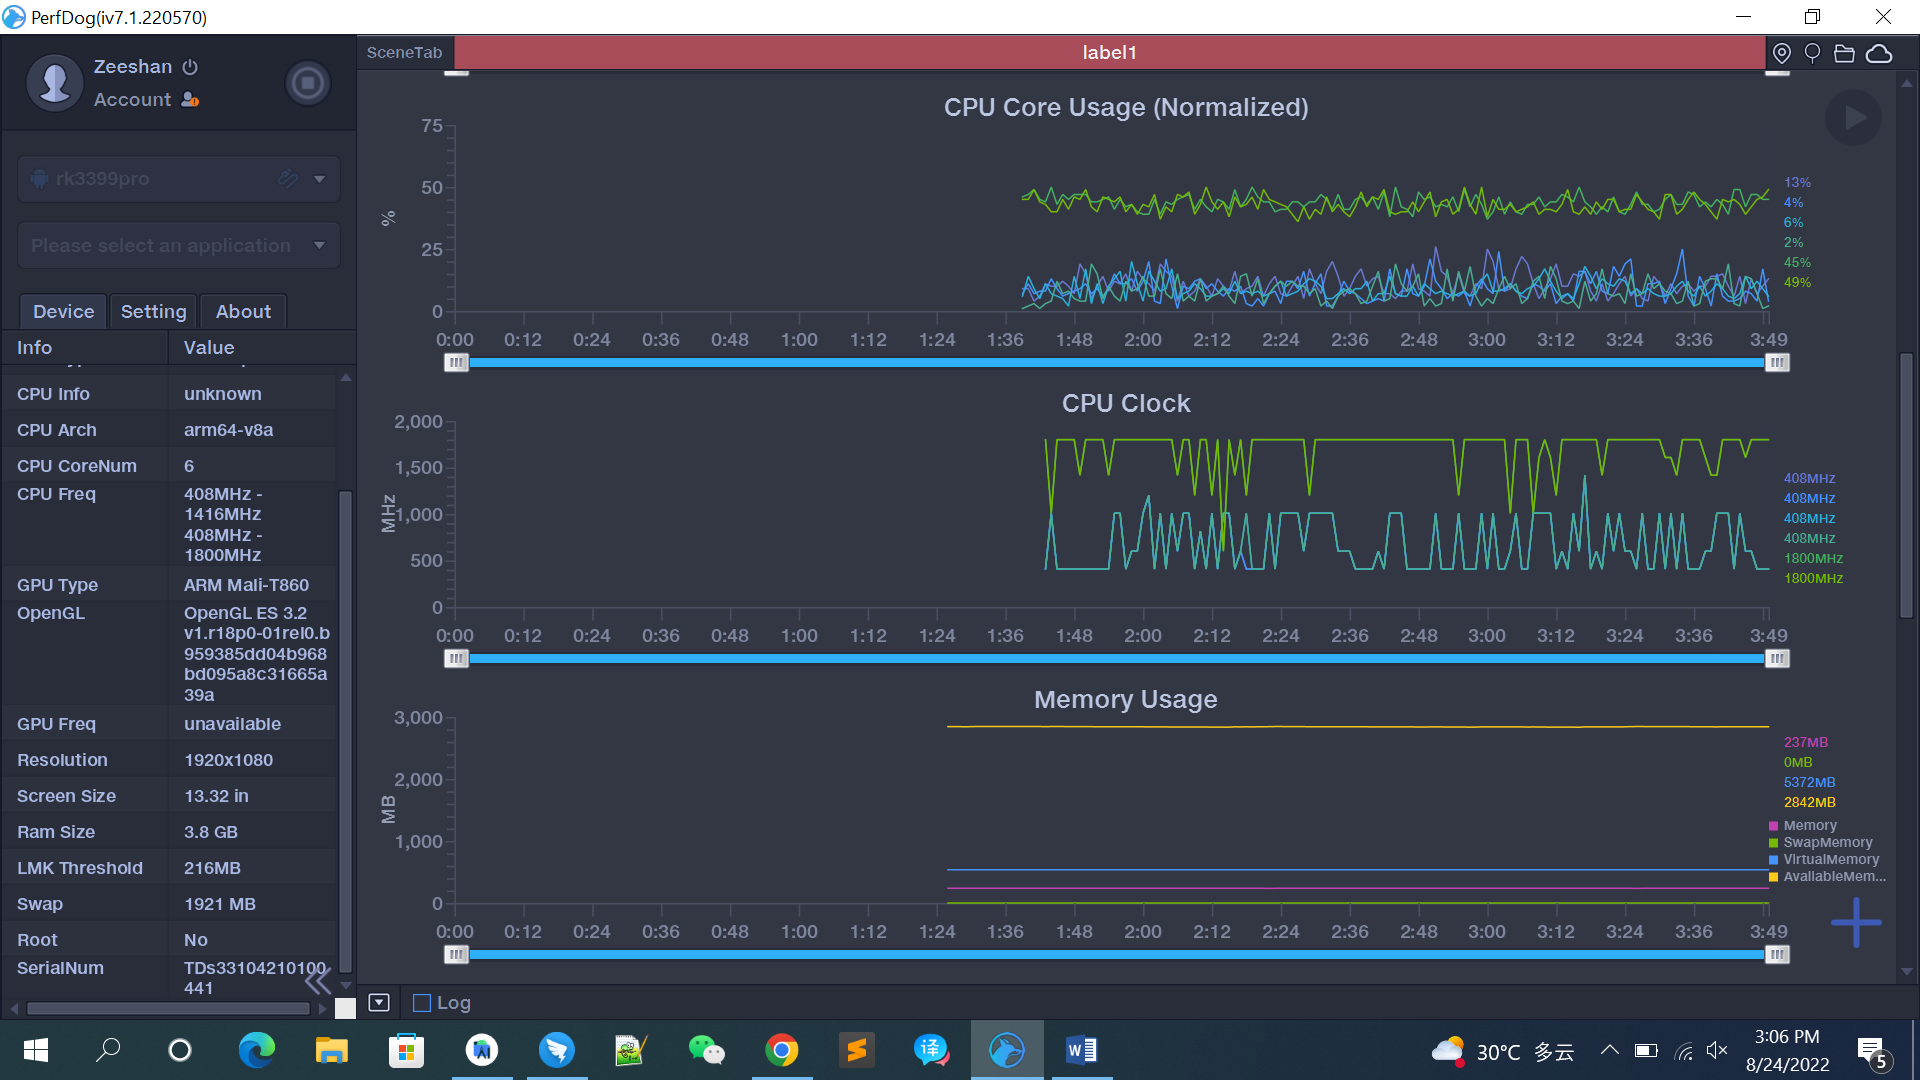 PerfDog(iv7.1.220570)
Zeeshan
Account
rk3399pro
Please select an application
Device Setting About
Info Value
CPU Info unknown
CPU Arch arm64-v8a
CPU CoreNum 6
CPU Freq 408MHz -
1416MHz
408MHz -
1800MHz
GPU Type ARM Mali-T860
OpenGL OpenGL ES 3.2
v1.r18p0-01rel0.b
959385dd04b968
bd095a8c31665a
39a
GPU Freq unavailable
Resolution 1920x1080
Screen Size 13.32 in
Ram Size 3.8 GB
LMK Threshold 216MB
Swap 1921 MB
Root No
SerialNum TDs33104210100
441
SceneTab label1
CPU Core Usage (Normalized)
75
50
25
0
%
13%
4%
6%
2%
45%
49%
0:00 0:12 0:24 0:36 0:48 1:00 1:12 1:24 1:36 1:48 2:00 2:12 2:24 2:36 2:48 3:00 3:12 3:24 3:36 3:49
CPU Clock
2,000
1,500
1,000
500
0
MHz
408MHz
408MHz
408MHz
408MHz
1800MHz
1800MHz
0:00 0:12 0:24 0:36 0:48 1:00 1:12 1:24 1:36 1:48 2:00 2:12 2:24 2:36 2:48 3:00 3:12 3:24 3:36 3:49
Memory Usage
3,000
2,000
1,000
0
MB
237MB
0MB
5372MB
2842MB
Memory
SwapMemory
VirtualMemory
AvailableMem...
0:00 0:12 0:24 0:36 0:48 1:00 1:12 1:24 1:36 1:48 2:00 2:12 2:24 2:36 2:48 3:00 3:12 3:24 3:36 3:49
Log
译
30°C 多云
3:06 PM
8/24/2022
5